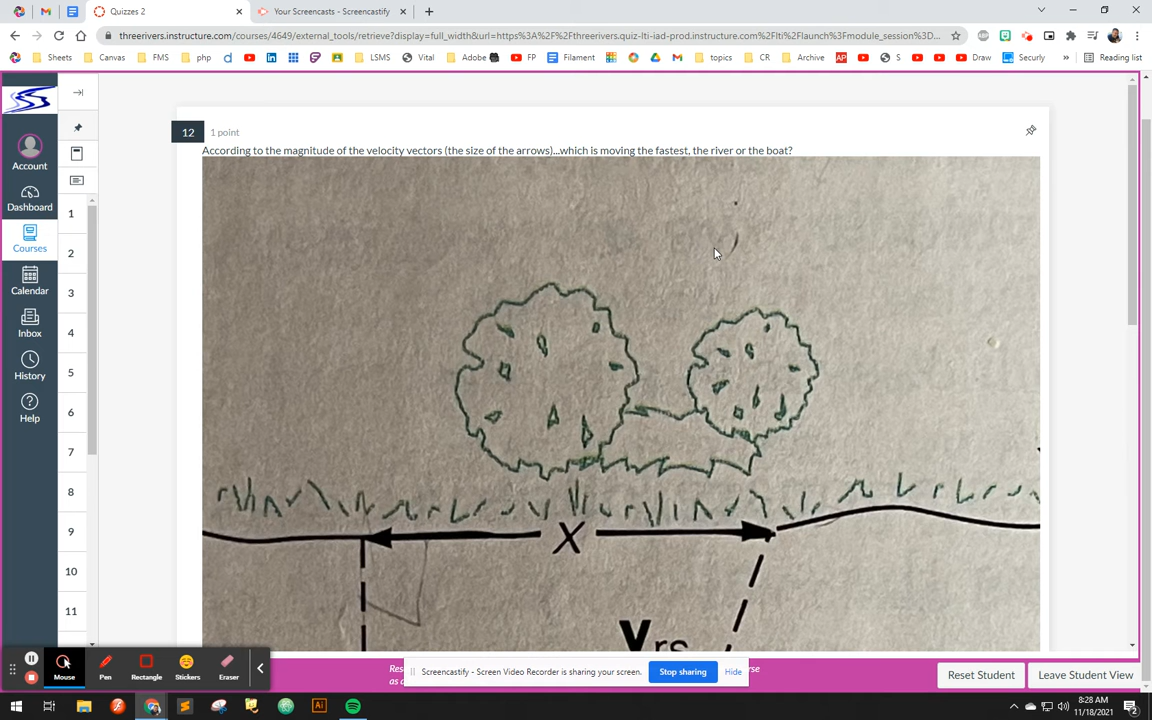 Quizzes 2
Your Screencasts - Screencastify
threerivers.instructure.com/courses/4649/external_tools/retrieve?display=full_width&url=https%3A%2F%2Fthreerivers.quiz-lti-iad-prod.instructure.com%2Flti%2Flaunch%3Fmodule_session%3D...
Sheets Canvas FMS php Vital LSMS Adobe FP Filament topics CR Archive S Draw Securly » Reading list
Account
Dashboard
Courses
Calendar
Inbox
History
Help
1
2
3
4
5
6
7
8
9
10
11
12
1 point
According to the magnitude of the velocity vectors (the size of the arrows)...which is moving the fastest, the river or the boat?
X
Vrs
Mouse Pen Rectangle Stickers Eraser
Screencastify - Screen Video Recorder is sharing your screen. Stop sharing Hide
Reset Student Leave Student View
8:28 AM
11/18/2021